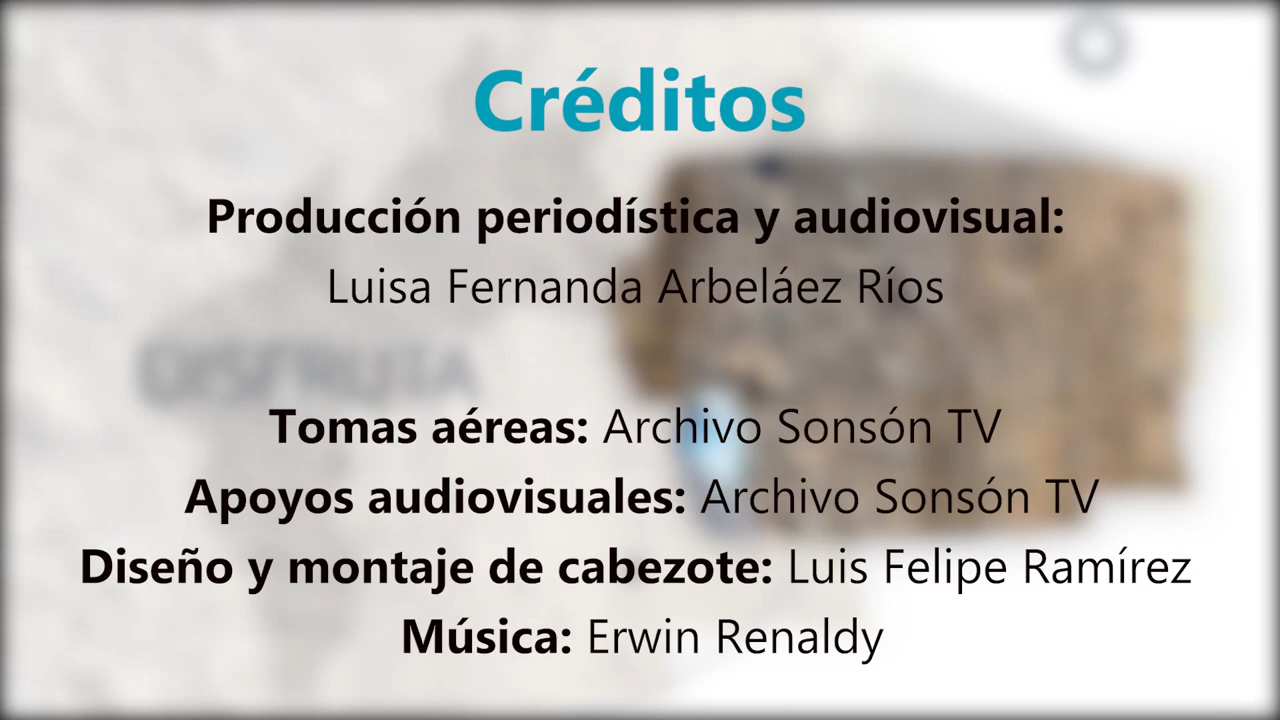 Créditos
Producción periodística y audiovisual:
Luisa Fernanda Arbeláez Ríos
DISFRUTA
Tomas aéreas: Archivo Sonsón TV
Apoyos audiovisuales: Archivo Sonsón TV
Diseño y montaje de cabezote: Luis Felipe Ramírez
Música: Erwin Renaldy